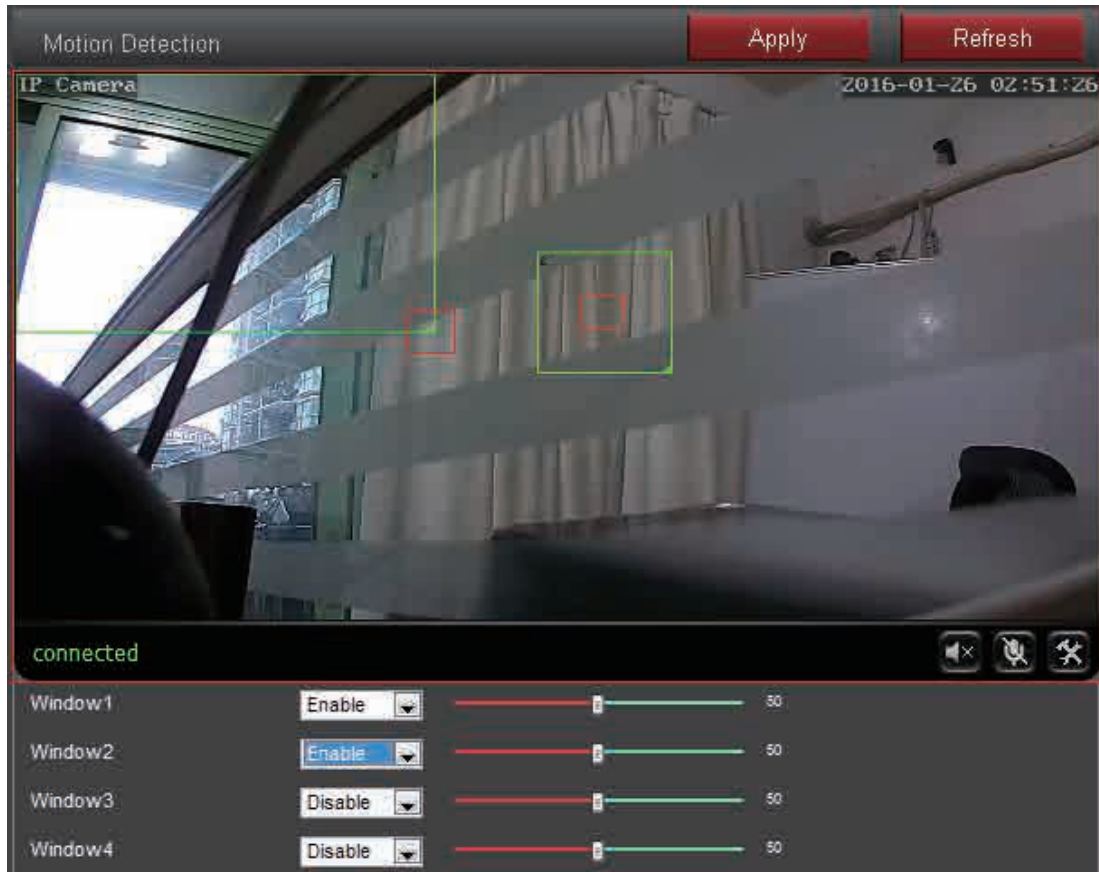 Motion Detection
Apply
Refresh
IP Camera
2016-01-26 02:51:26
connected
Window1 Enable 50
Window2 Enable 50
Window3 Disable 50
Window4 Disable 50